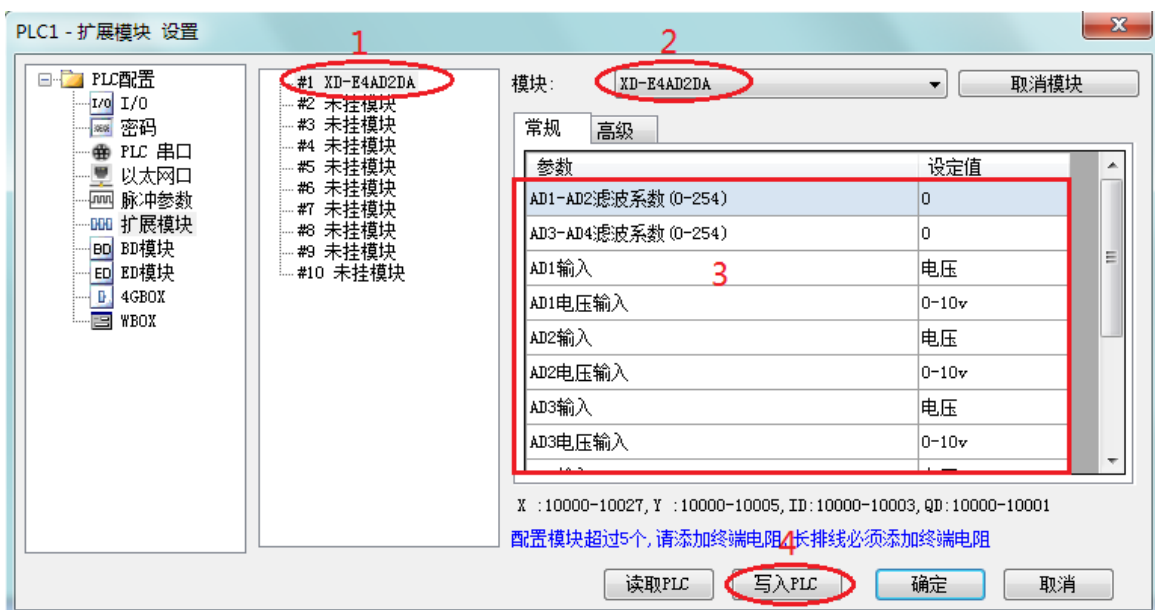 PLC1 - 扩展模块 设置
1
2
PLC配置
I/O I/O
密码
PLC 串口
以太网口
脉冲参数
扩展模块
BD BD模块
ED ED模块
4GBOX
WBOX
#1 XD-E4AD2DA
#2 未挂模块
#3 未挂模块
#4 未挂模块
#5 未挂模块
#6 未挂模块
#7 未挂模块
#8 未挂模块
#9 未挂模块
#10 未挂模块
模块: XD-E4AD2DA 取消模块
常规 高级
参数 设定值
AD1-AD2滤波系数(0-254) 0
AD3-AD4滤波系数(0-254) 0
AD1输入 电压
3
AD1电压输入 0-10v
AD2输入 电压
AD2电压输入 0-10v
AD3输入 电压
AD3电压输入 0-10v
X :10000-10027,Y :10000-10005,ID:10000-10003,QD:10000-10001
配置模块超过5个,请添加终端电阻,长排线必须添加终端电阻
4
读取PLC 写入PLC 确定 取消